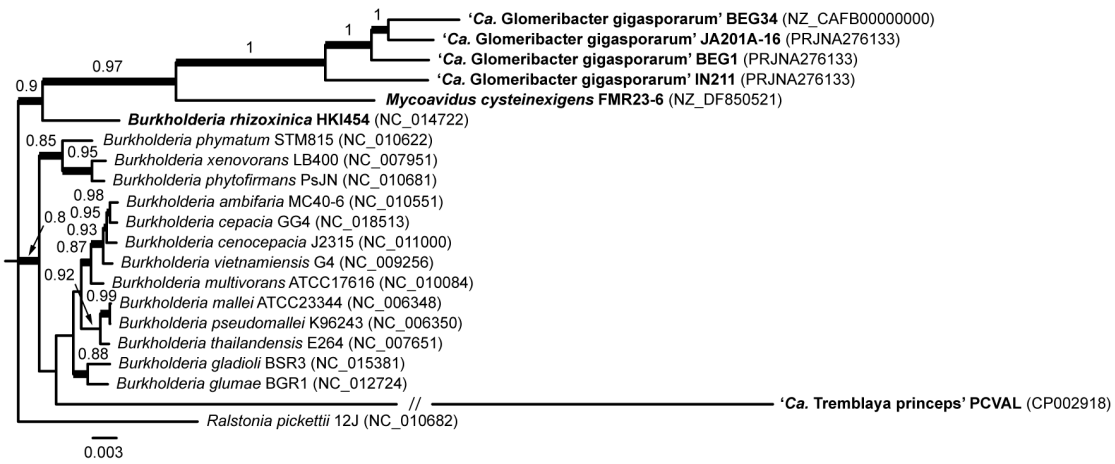 1
'Ca. Glomeribacter gigasporarum' BEG34 (NZ_CAFB00000000)
1
'Ca. Glomeribacter gigasporarum' JA201A-16 (PRJNA276133)
1
'Ca. Glomeribacter gigasporarum' BEG1 (PRJNA276133)
0.97
'Ca. Glomeribacter gigasporarum' IN211 (PRJNA276133)
0.9
Mycoavidus cysteinexigens FMR23-6 (NZ_DF850521)
Burkholderia rhizoxinica HKI454 (NC_014722)
0.85
Burkholderia phymatum STM815 (NC_010622)
0.95
Burkholderia xenovorans LB400 (NC_007951)
Burkholderia phytofirmans PsJN (NC_010681)
0.98
Burkholderia ambifaria MC40-6 (NC_010551)
0.8
0.95
Burkholderia cepacia GG4 (NC_018513)
0.93
Burkholderia cenocepacia J2315 (NC_011000)
0.87
Burkholderia vietnamiensis G4 (NC_009256)
0.92
Burkholderia multivorans ATCC17616 (NC_010084)
0.99
Burkholderia mallei ATCC23344 (NC_006348)
Burkholderia pseudomallei K96243 (NC_006350)
Burkholderia thailandensis E264 (NC_007651)
0.88
Burkholderia gladioli BSR3 (NC_015381)
Burkholderia glumae BGR1 (NC_012724)
//
'Ca. Tremblaya princeps' PCVAL (CP002918)
Ralstonia pickettii 12J (NC_010682)
0.003